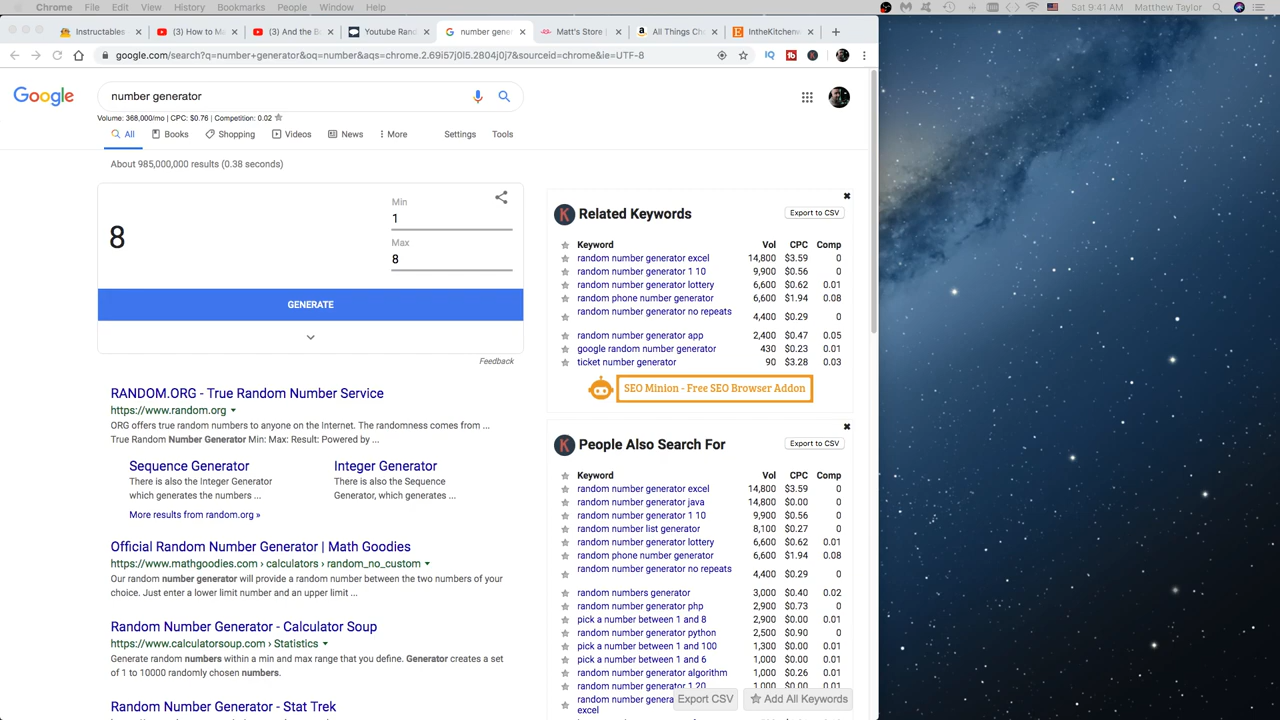 Chrome File Edit View History Bookmarks People Window Help
Sat 9:41 AM Matthew Taylor
Instructables
(3) How to M
(3) And the B
Youtube Rand
number gene
Matt's Store
All Things Ch
IntheKitchen
google.com/search?q=number+generator&oq=number&aqs=chrome.2.69i57j0l5.2804j0j7&sourceid=chrome&ie=UTF-8
Google
number generator
Volume: 368,000/mo | CPC: $0.76 | Competition: 0.02
All Books Shopping Videos News More Settings Tools
About 985,000,000 results (0.38 seconds)
8
Min
1
Max
8
GENERATE
Feedback
RANDOM.ORG - True Random Number Service
https://www.random.org
ORG offers true random numbers to anyone on the Internet. The randomness comes from ...
True Random Number Generator Min: Max: Result: Powered by ...
Sequence Generator
There is also the Integer Generator
which generates the numbers ...
Integer Generator
There is also the Sequence
Generator, which generates ...
More results from random.org »
Official Random Number Generator | Math Goodies
https://www.mathgoodies.com › calculators › random_no_custom
Our random number generator will provide a random number between the two numbers of your
choice. Just enter a lower limit number and an upper limit ...
Random Number Generator - Calculator Soup
https://www.calculatorsoup.com › Statistics
Generate random numbers within a min and max range that you define. Generator creates a set
of 1 to 10000 randomly chosen numbers.
Random Number Generator - Stat Trek
K Related Keywords
Export to CSV
Keyword Vol CPC Comp
random number generator excel 14,800 $3.59 0
random number generator 1 10 9,900 $0.56 0
random number generator lottery 6,600 $0.62 0.01
random phone number generator 6,600 $1.94 0.08
random number generator no repeats 4,400 $0.29 0
random number generator app 2,400 $0.47 0.05
google random number generator 430 $0.23 0.01
ticket number generator 90 $3.28 0.03
SEO Minion - Free SEO Browser Addon
K People Also Search For
Export to CSV
Keyword Vol CPC Comp
random number generator excel 14,800 $3.59 0
random number generator java 14,800 $0.00 0
random number generator 1 10 9,900 $0.56 0
random number list generator 8,100 $0.27 0
random number generator lottery 6,600 $0.62 0.01
random phone number generator 6,600 $1.94 0.08
random number generator no repeats 4,400 $0.29 0
random numbers generator 3,000 $0.40 0.02
random number generator php 2,900 $0.73 0
pick a number between 1 and 8 2,900 $0.00 0.01
random number generator python 2,500 $0.90 0
pick a number between 1 and 100 1,300 $0.00 0.01
pick a number between 1 and 6 1,000 $0.00 0.01
random number generator algorithm 1,000 $0.26 0.01
random number generator 1 20 1,000 $0.00 0.01
random number genera
excel
Export CSV
Add All Keywords